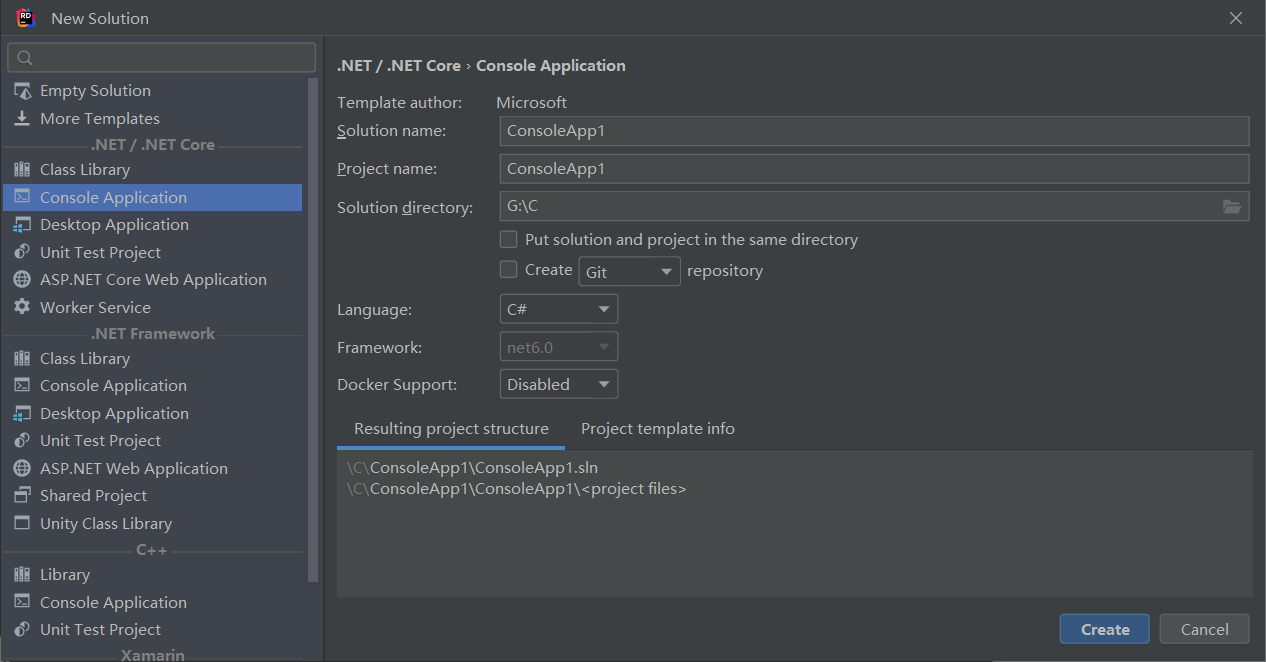 New Solution
Empty Solution
More Templates
.NET / .NET Core
Class Library
Console Application
Desktop Application
Unit Test Project
ASP.NET Core Web Application
Worker Service
.NET Framework
Class Library
Console Application
Desktop Application
Unit Test Project
ASP.NET Web Application
Shared Project
Unity Class Library
C++
Library
Console Application
Unit Test Project
Xamarin
.NET / .NET Core › Console Application
Template author: Microsoft
Solution name: ConsoleApp1
Project name: ConsoleApp1
Solution directory: G:\C
Put solution and project in the same directory
Create Git repository
Language: C#
Framework: net6.0
Docker Support: Disabled
Resulting project structure Project template info
\C\ConsoleApp1\ConsoleApp1.sln
\C\ConsoleApp1\ConsoleApp1\<project files>
Create Cancel